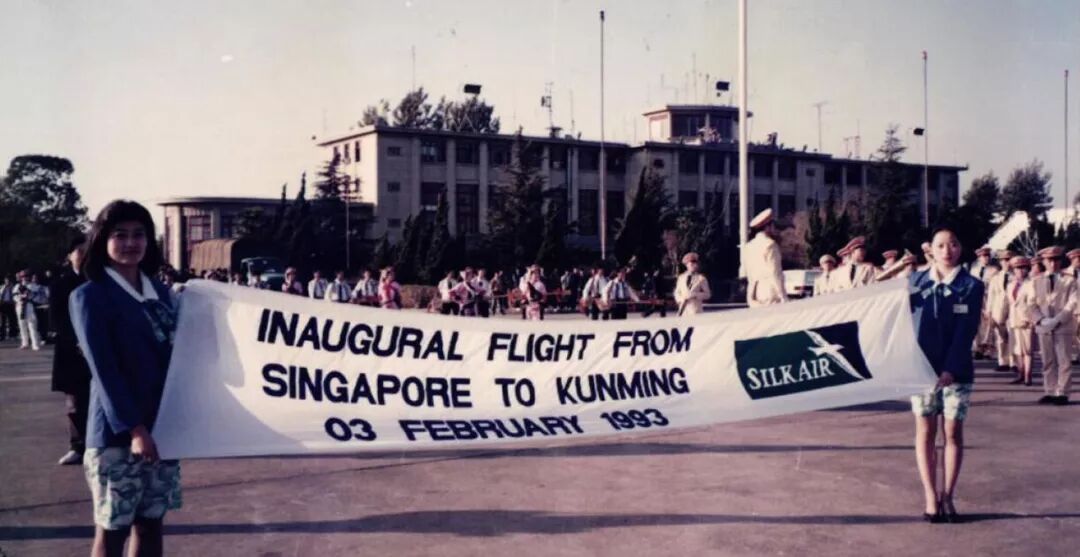 INAUGURAL FLIGHT FROM
SINGAPORE TO KUNMING
03 FEBRUARY 1993
SILKAIR